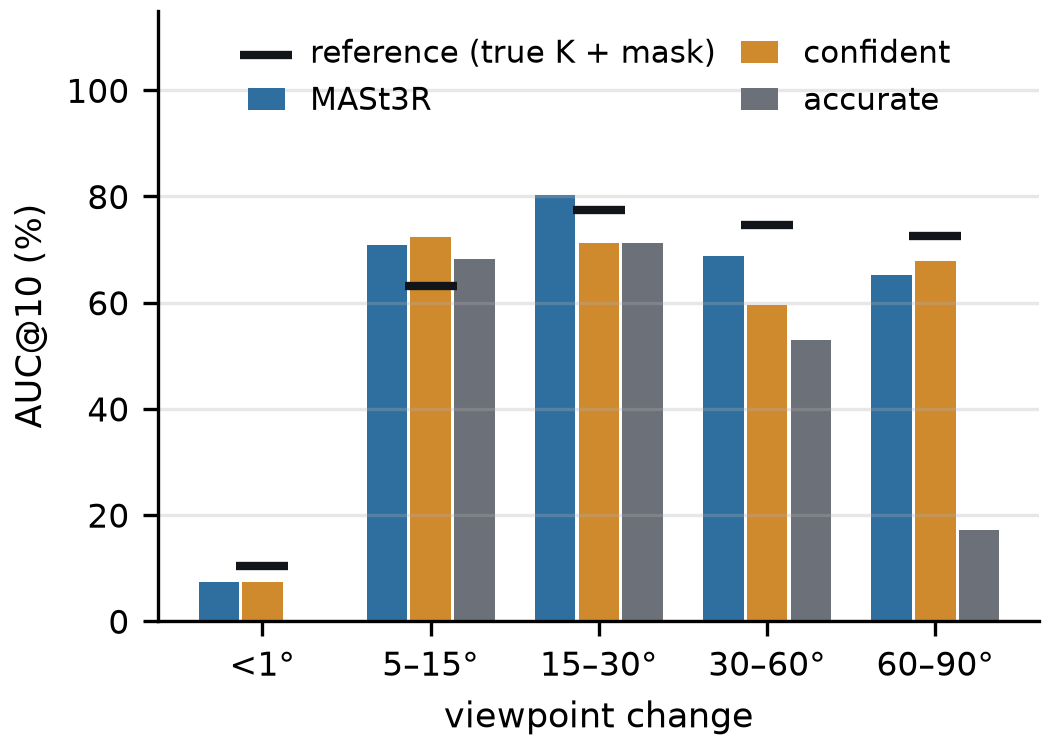 reference (true K + mask)
confident
MASt3R
accurate
100
80
60
40
20
0
AUC@10 (%)
<1°
5–15°
15–30°
30–60°
60–90°
viewpoint change